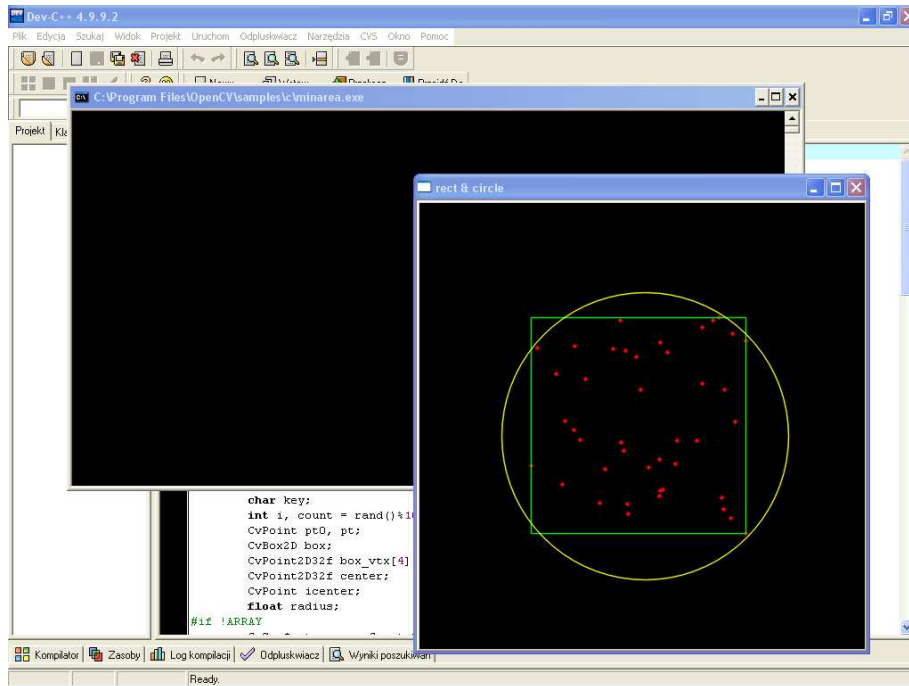 Dev-C++ 4.9.9.2
Plik Edycja Szukaj Widok Projekt Uruchom Odpluskwiacz Narzędzia CVS Okno Pomoc
C:\Program Files\OpenCV\samples\c\minarea.exe
Projekt
rect & circle
char key;
int i, count = rand()%1
CvPoint pt0, pt;
CvBox2D box;
CvPoint2D32f box_vtx[4]
CvPoint2D32f center;
CvPoint icenter;
float radius;
#if !ARRAY
Kompilator Zasoby Log kompilacji Odpluskwiacz Wyniki poszukiwań
Ready.